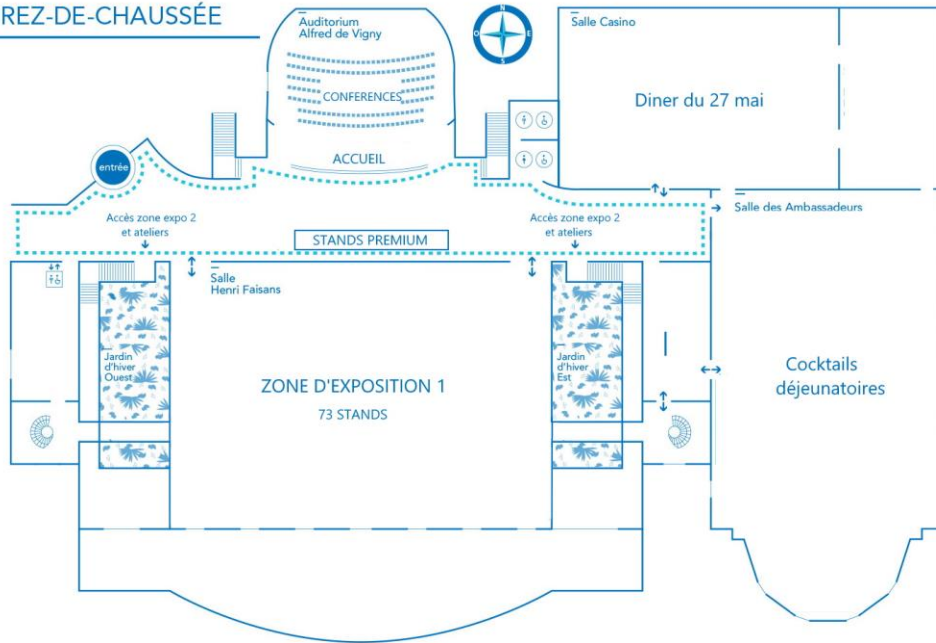 REZ-DE-CHAUSSÉE
Auditorium
Alfred de Vigny
CONFERENCES
ACCUEIL
N
O
E
S
Salle Casino
Diner du 27 mai
entrée
Accès zone expo 2
et ateliers
STANDS PREMIUM
Accès zone expo 2
et ateliers
Salle des Ambassadeurs
Salle
Henri Faisans
Jardin
d'hiver
Ouest
ZONE D'EXPOSITION 1
73 STANDS
Jardin
d'hiver
Est
Cocktails
déjeunatoires